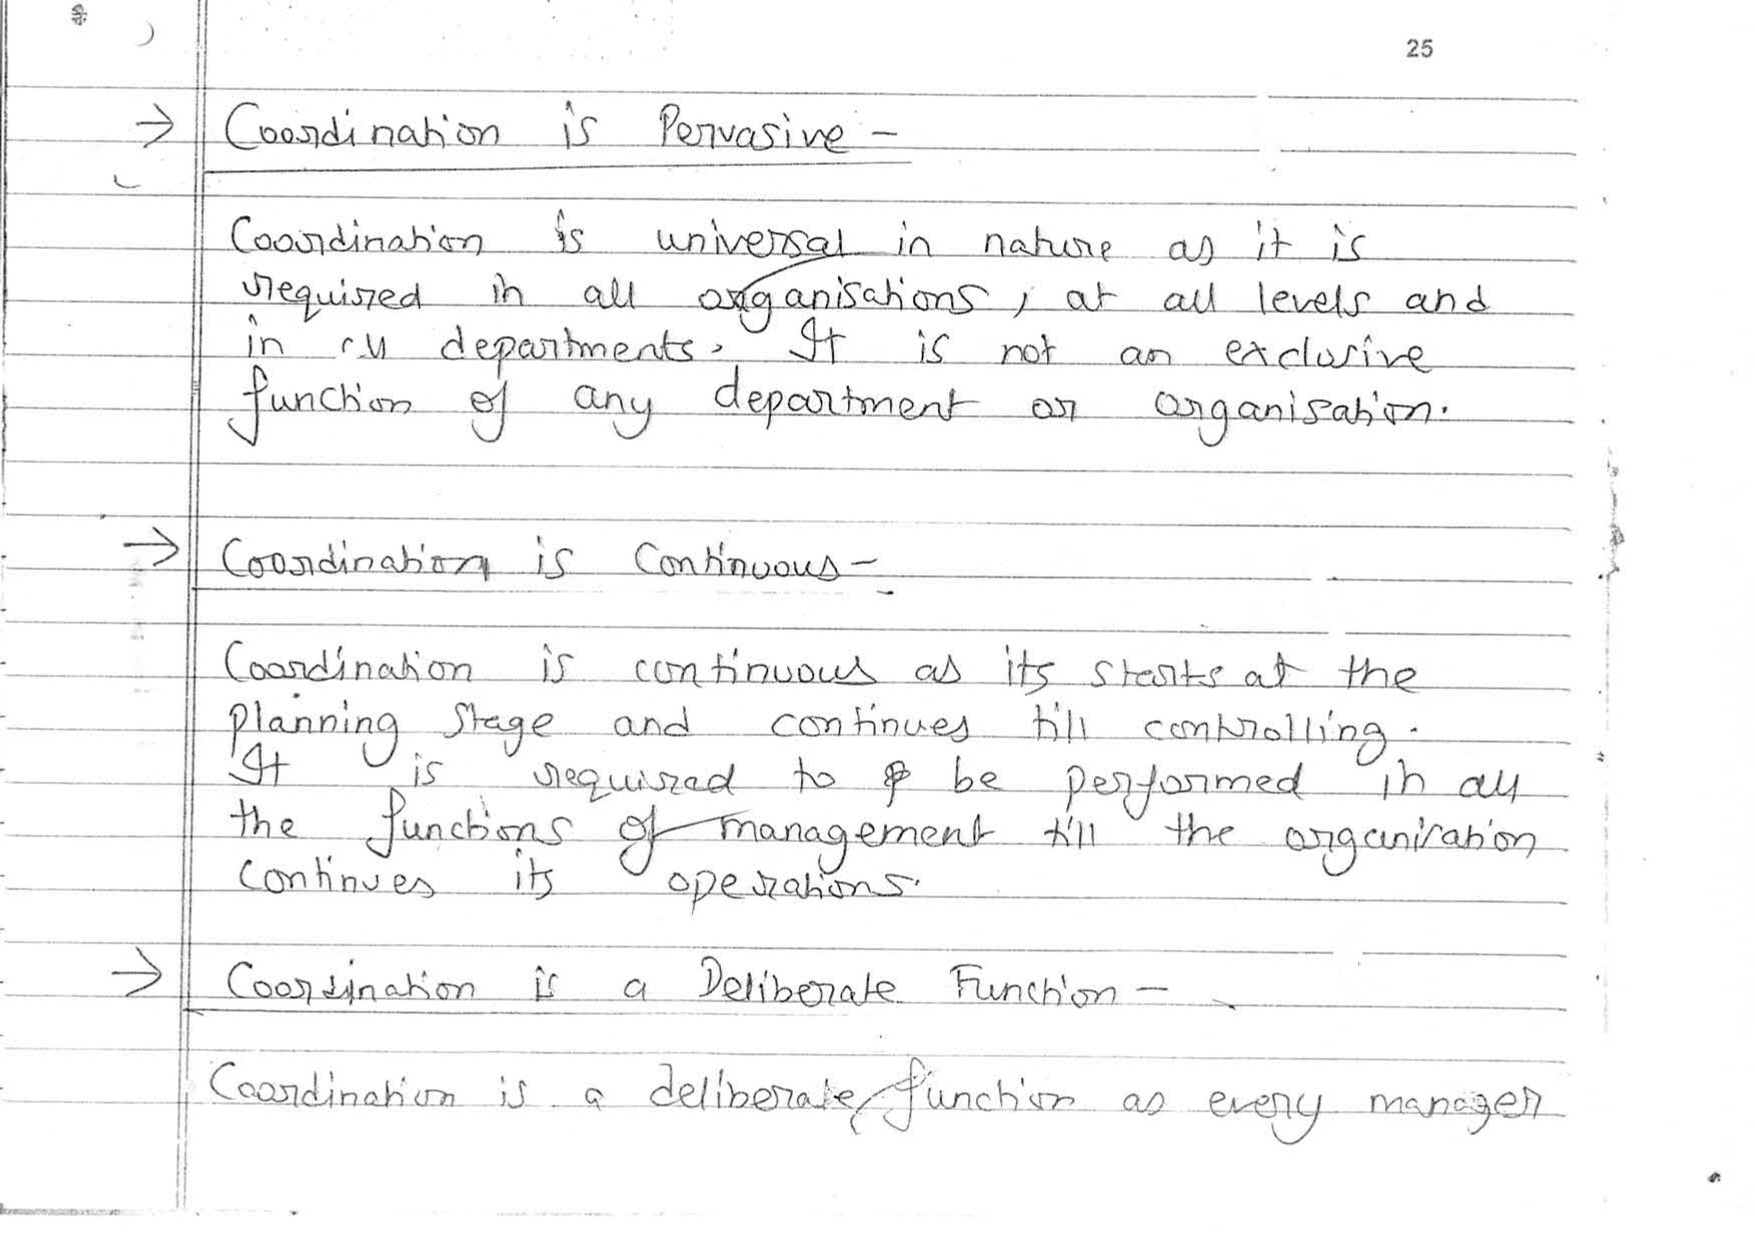 25
→ Coordination is Pervasive -
Coordination is universal in nature as it is
required in all organisations, at all levels and
in all departments. It is not an exclusive
function of any department or organisation.
→ Coordination is Continuous -
Coordination is continuous as its starts at the
planning stage and continues till controlling.
It is required to be performed in all
the functions of management till the organisation
continues its operations.
→ Coordination is a Deliberate Function -
Coordination is a deliberate function as every manager